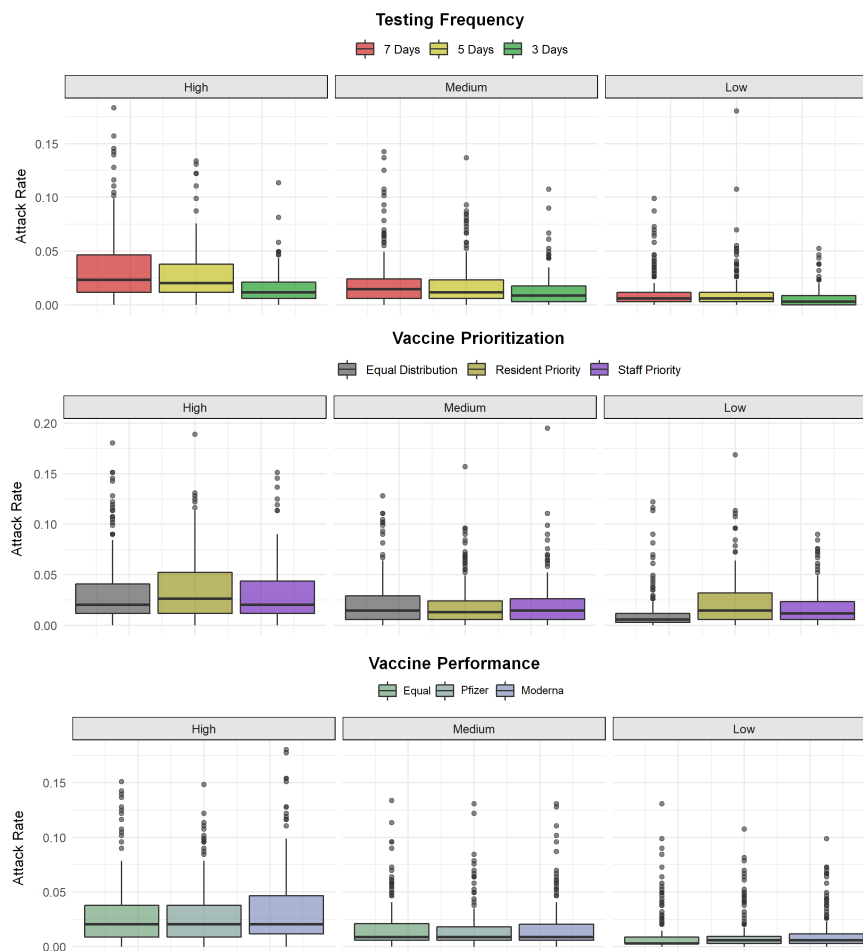 Testing Frequency
7 Days 5 Days 3 Days
High Medium Low
0.15
0.10
0.05
0.00
Attack Rate
Vaccine Prioritization
Equal Distribution Resident Priority Staff Priority
High Medium Low
0.20
0.15
0.10
0.05
0.00
Attack Rate
Vaccine Performance
Equal Pfizer Moderna
High Medium Low
0.15
0.10
0.05
0.00
Attack Rate